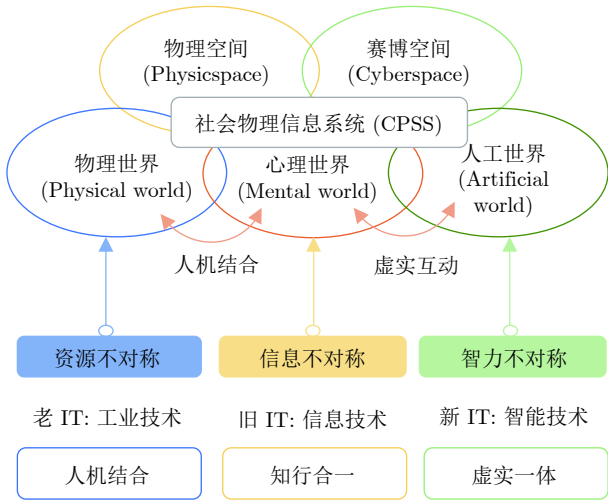 物理空间
(Physicspace)
赛博空间
(Cyberspace)
社会物理信息系统 (CPSS)
物理世界
(Physical world)
心理世界
(Mental world)
人工世界
(Artificial
world)
人机结合
虚实互动
资源不对称
信息不对称
智力不对称
老 IT: 工业技术
旧 IT: 信息技术
新 IT: 智能技术
人机结合
知行合一
虚实一体